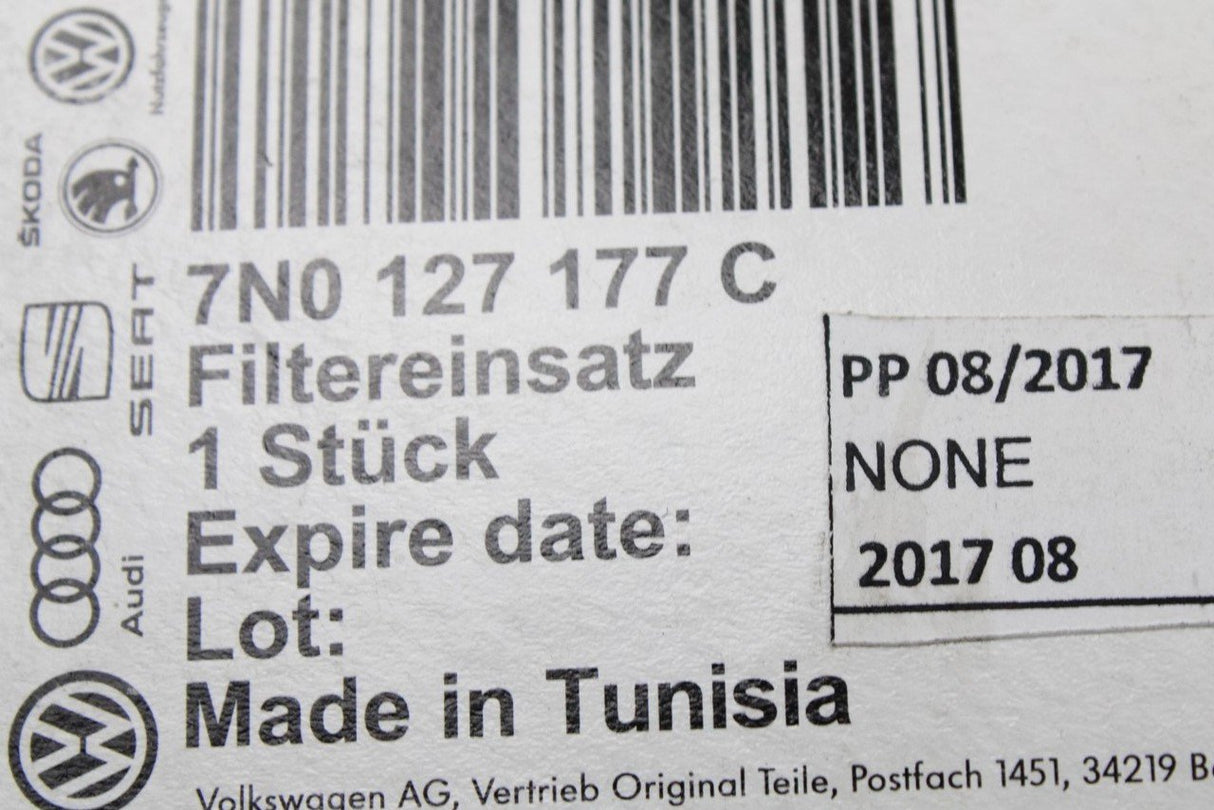 7N0 127 177 C
Filtereinsatz
1 Stück
Expire date:
Lot:
Made in Tunisia
Volkswagen AG, Vertrieb Original Teile, Postfach 1451, 34219
PP 08/2017
NONE
2017 08
Nutzfahrzeuge
ŠKODA
SEAT
Audi